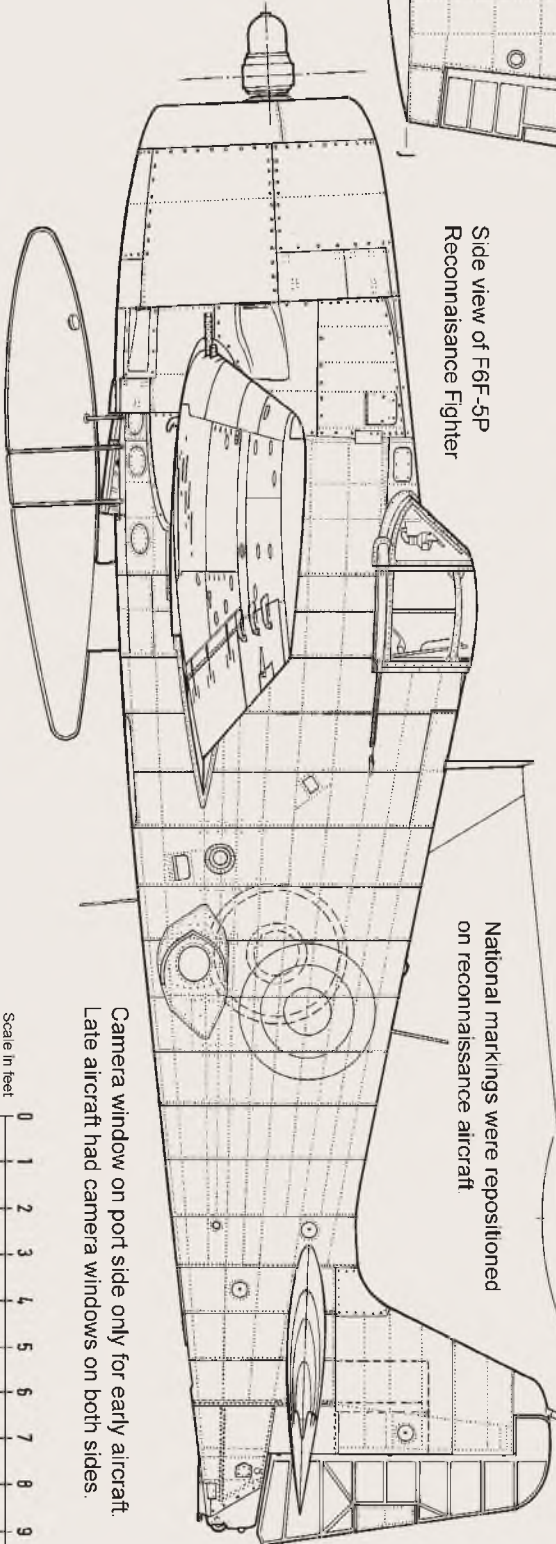 Side view of F6F-5P
Reconnaisance Fighter
National markings were repositioned
on reconnaissance aircraft.
Camera window on port side only for early aircraft.
Late aircraft had camera windows on both sides.
Scale in feet
0 1 2 3 4 5 6 7 8 9